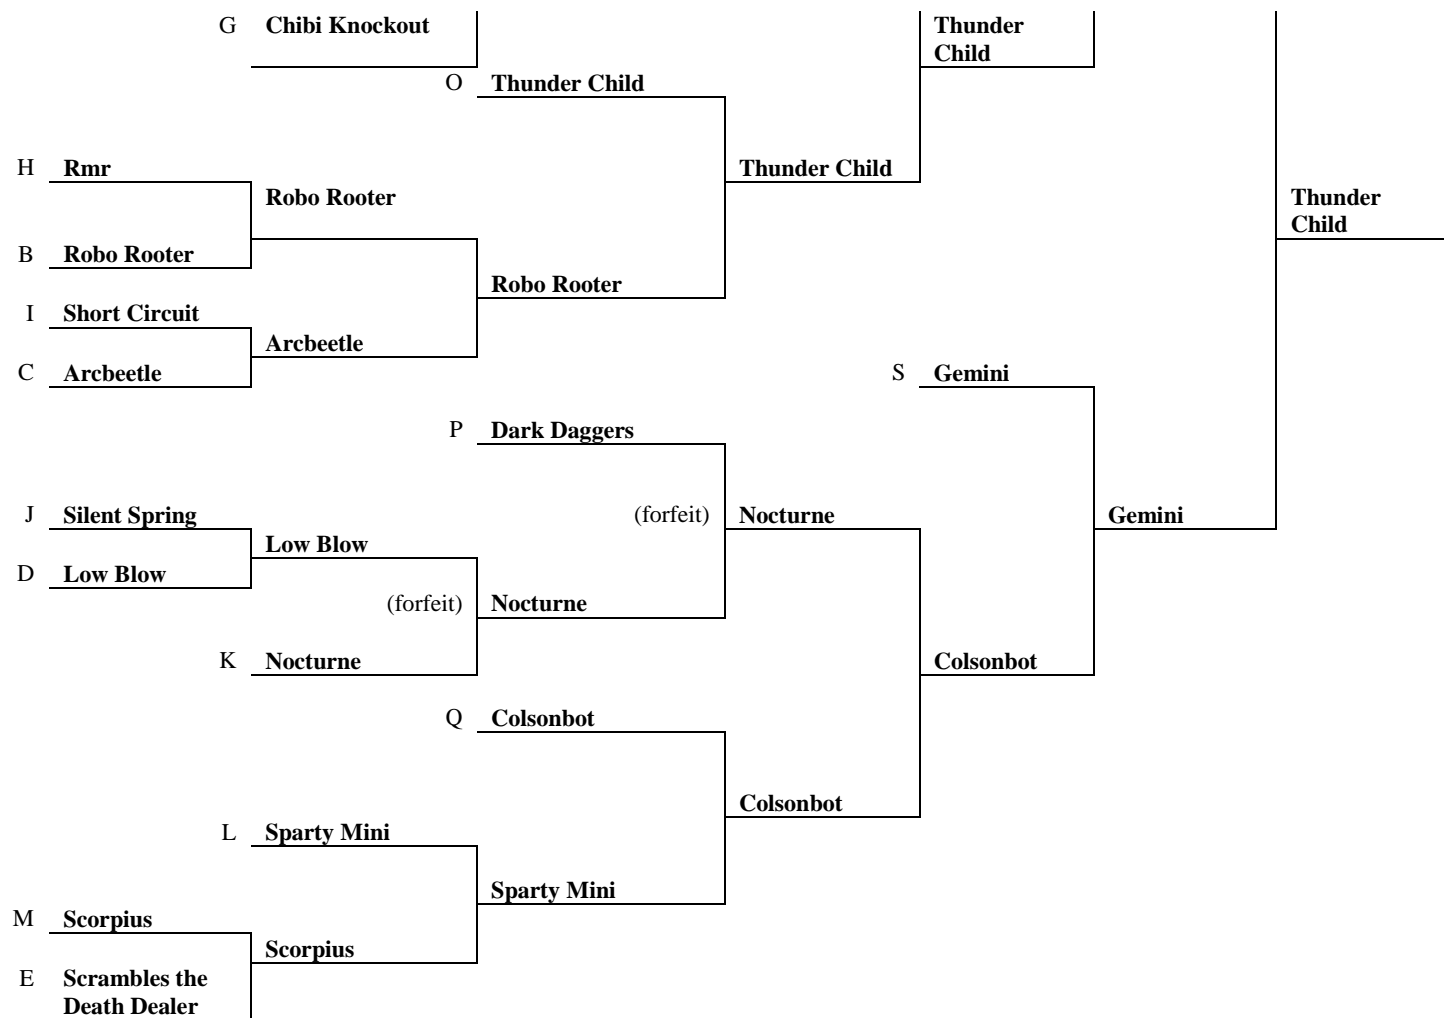 G Chibi Knockout
Thunder
Child
O Thunder Child
H Rmr
Thunder Child
Robo Rooter
Thunder
Child
B Robo Rooter
Robo Rooter
I Short Circuit
Arcbeetle
C Arcbeetle
S Gemini
P Dark Daggers
J Silent Spring
(forfeit) Nocturne
Gemini
Low Blow
D Low Blow
(forfeit) Nocturne
K Nocturne
Colsonbot
Q Colsonbot
Colsonbot
L Sparty Mini
Sparty Mini
M Scorpius
Scorpius
E Scrambles the
Death Dealer